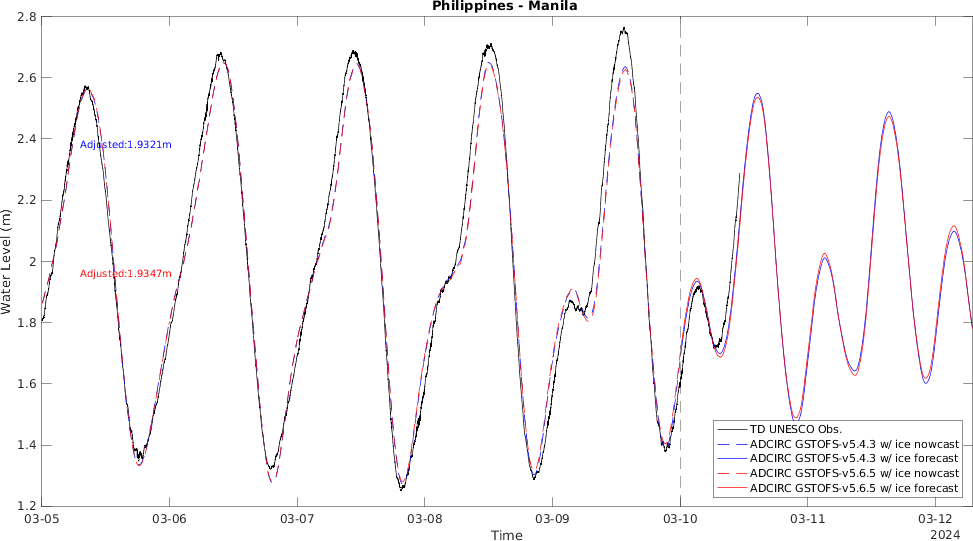 Philippines - Manila
2.8
2.6
2.4
2.2
2
1.8
1.6
1.4
1.2
Water Level (m)
Adjusted:1.9321m
Adjusted:1.9347m
TD UNESCO Obs.
ADCIRC GSTOFS-v5.4.3 w/ ice nowcast
ADCIRC GSTOFS-v5.4.3 w/ ice forecast
ADCIRC GSTOFS-v5.6.5 w/ ice nowcast
ADCIRC GSTOFS-v5.6.5 w/ ice forecast
03-05 03-06 03-07 03-08 03-09 03-10 03-11 03-12
Time
2024